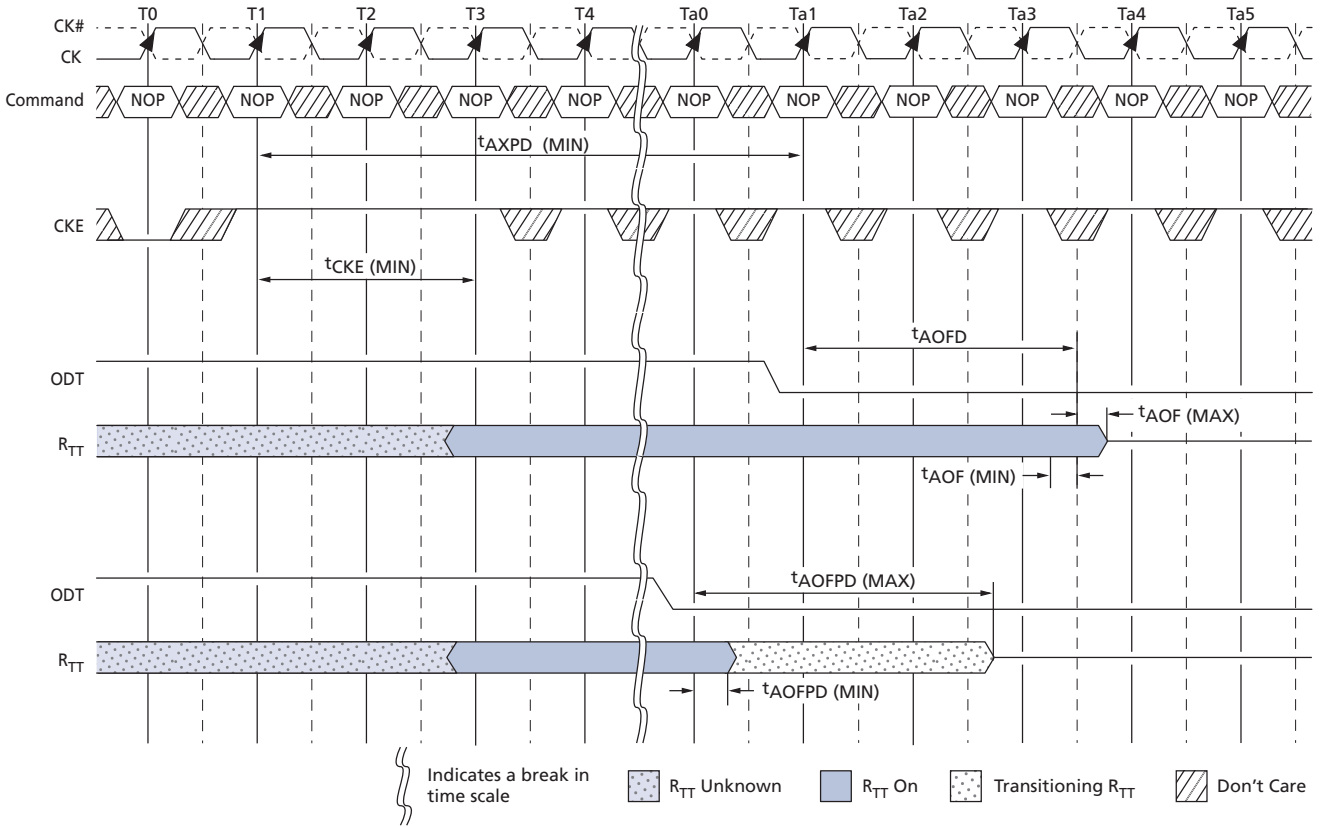 T0 T1 T2 T3 T4 Ta0 Ta1 Ta2 Ta3 Ta4 Ta5
CK#
CK
Command NOP NOP NOP NOP NOP NOP NOP NOP NOP NOP NOP
tAXPD (MIN)
CKE
tCKE (MIN)
tAOFD
ODT
tAOF (MAX)
RTT
tAOF (MIN)
tAOFPD (MAX)
ODT
RTT
tAOFPD (MIN)
Indicates a break in
time scale
RTT Unknown
RTT On
Transitioning RTT
Don't Care